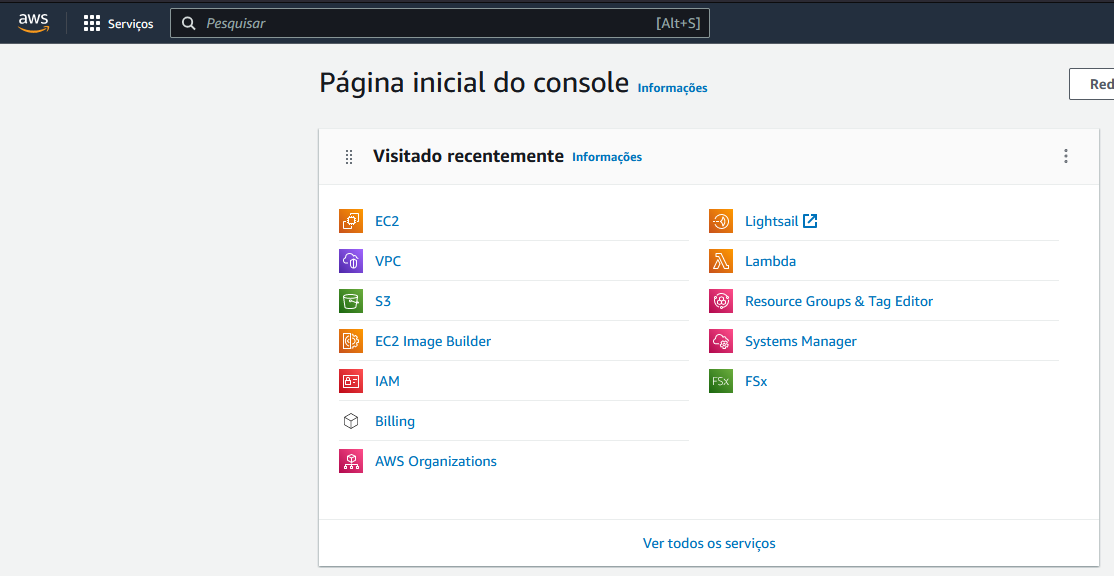 aws Serviços Pesquisar [Alt+S]
Página inicial do console Informações
Red
Visitado recentemente Informações
EC2
VPC
S3
EC2 Image Builder
IAM
Billing
AWS Organizations
Lightsail
Lambda
Resource Groups & Tag Editor
Systems Manager
FSx FSx
Ver todos os serviços